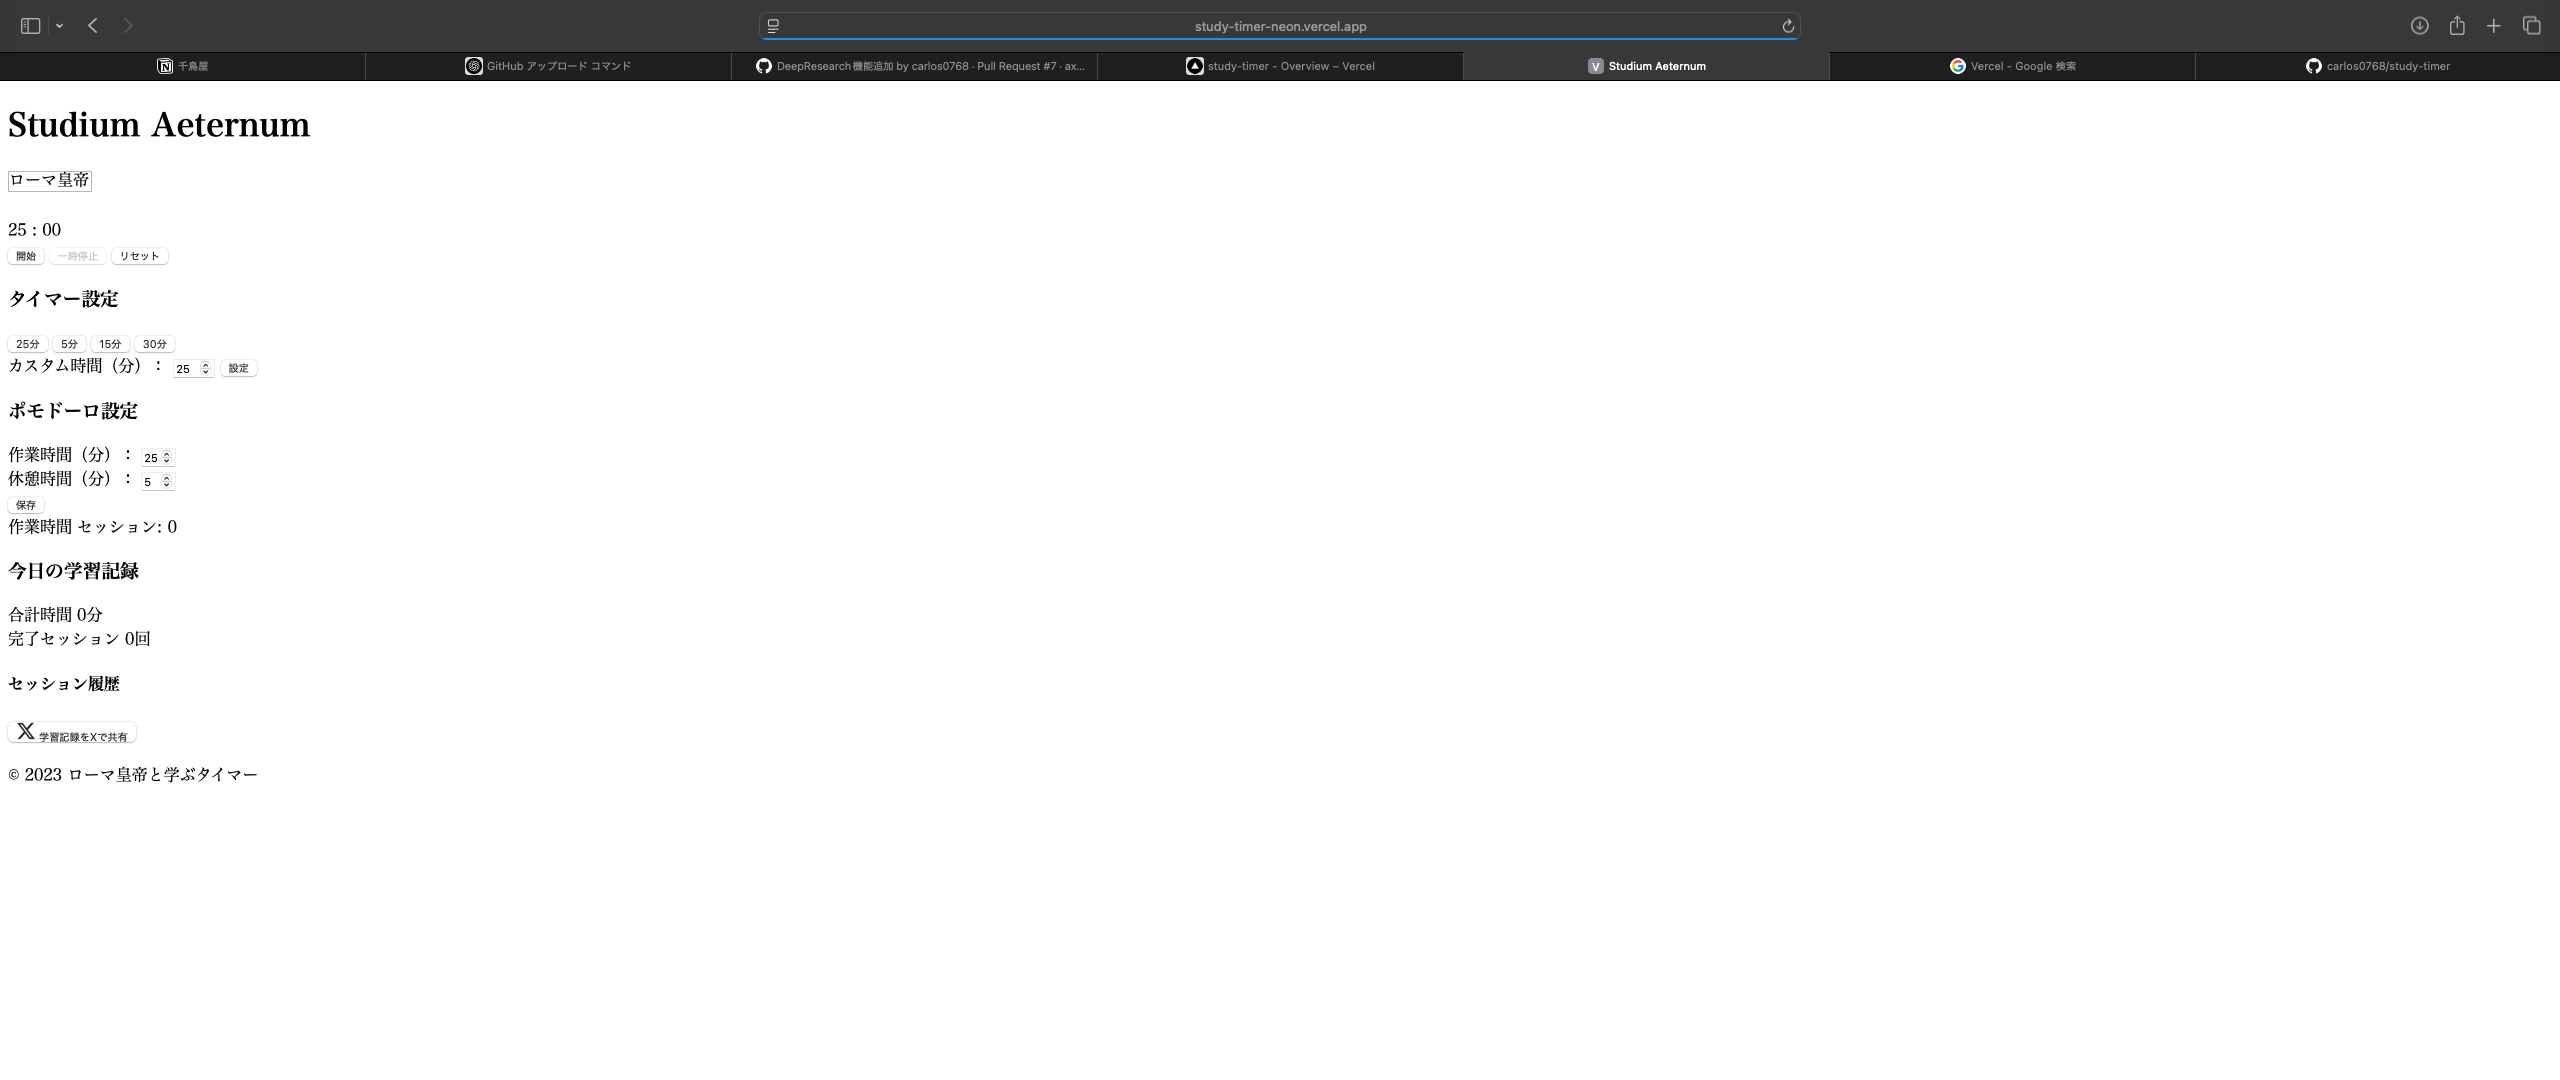 study-timer-neon.vercel.app
千鳥屋
GitHub アップロード コマンド
DeepResearch機能追加 by carlos0768 · Pull Request #7 · ax...
study-timer - Overview – Vercel
V Studium Aeternum
Vercel - Google 検索
carlos0768/study-timer
Studium Aeternum
ローマ皇帝
25 : 00
開始 一時停止 リセット
タイマー設定
25分 5分 15分 30分
カスタム時間（分）： 25 設定
ポモドーロ設定
作業時間（分）： 25
休憩時間（分）： 5
保存
作業時間 セッション: 0
今日の学習記録
合計時間 0分
完了セッション 0回
セッション履歴
X 学習記録をXで共有
© 2023 ローマ皇帝と学ぶタイマー